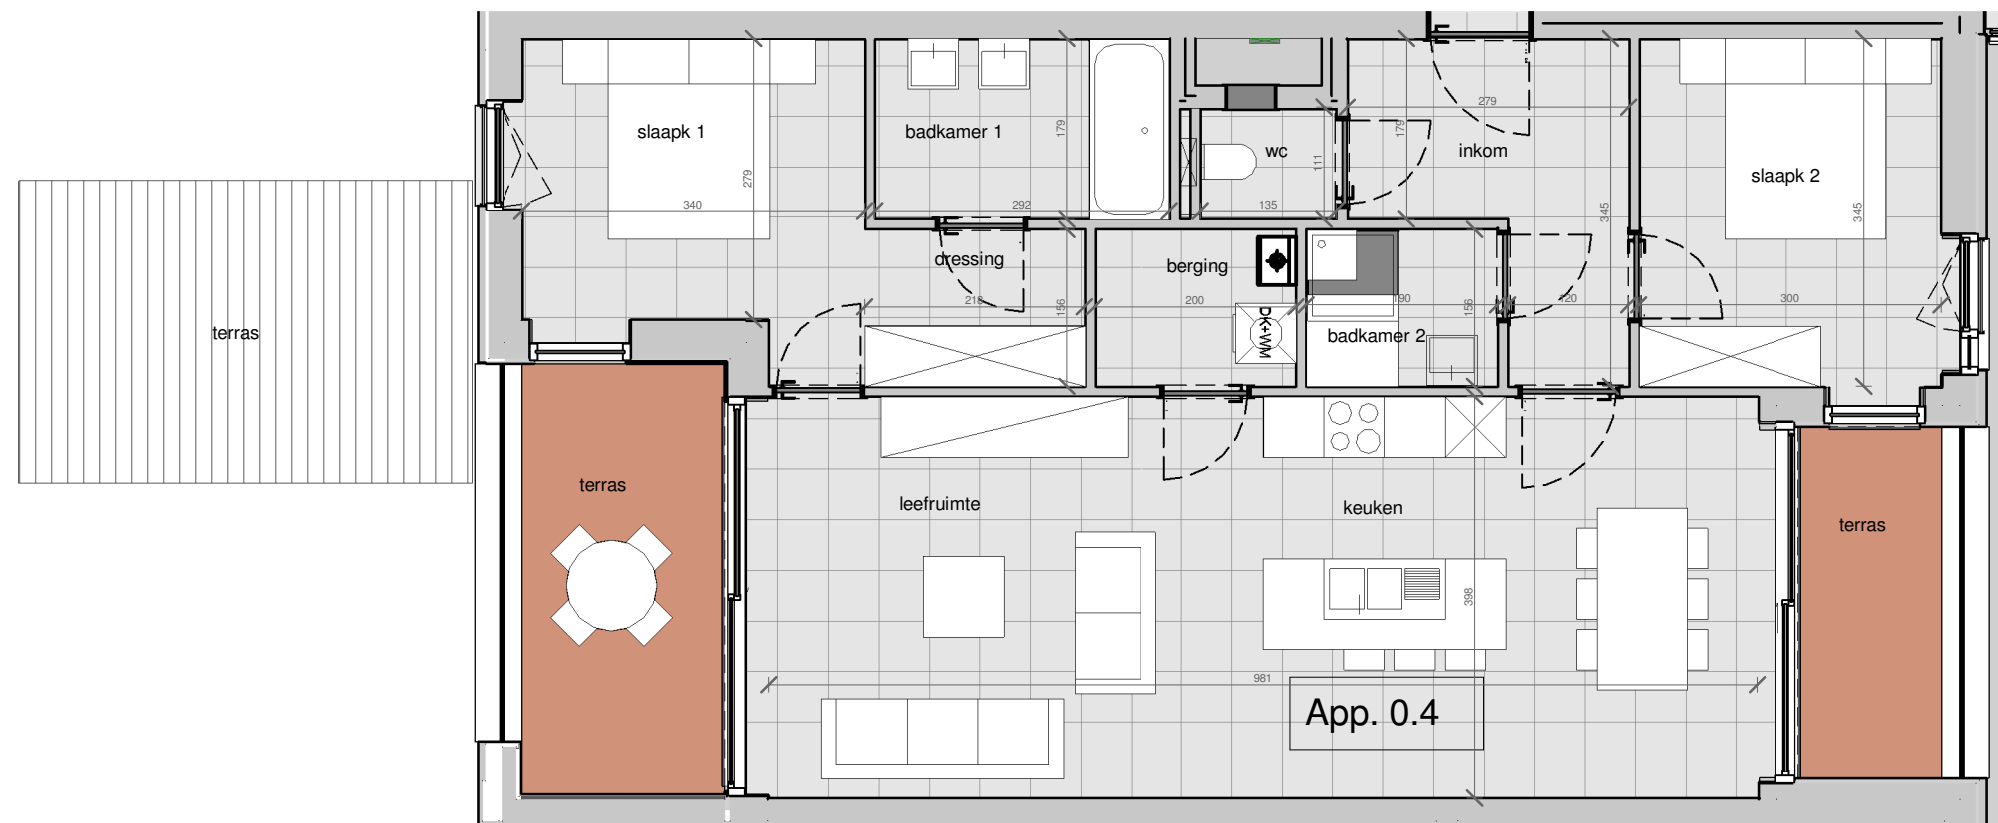 slaapk 1
badkamer 1
wc
inkom
slaapk 2
279
179
179
111
279
340
292
135
345
345
dressing
berging
218
156
200
190
156
120
300
DK+WM
badkamer 2
terras
terras
leefruimte
keuken
terras
398
981
App. 0.4